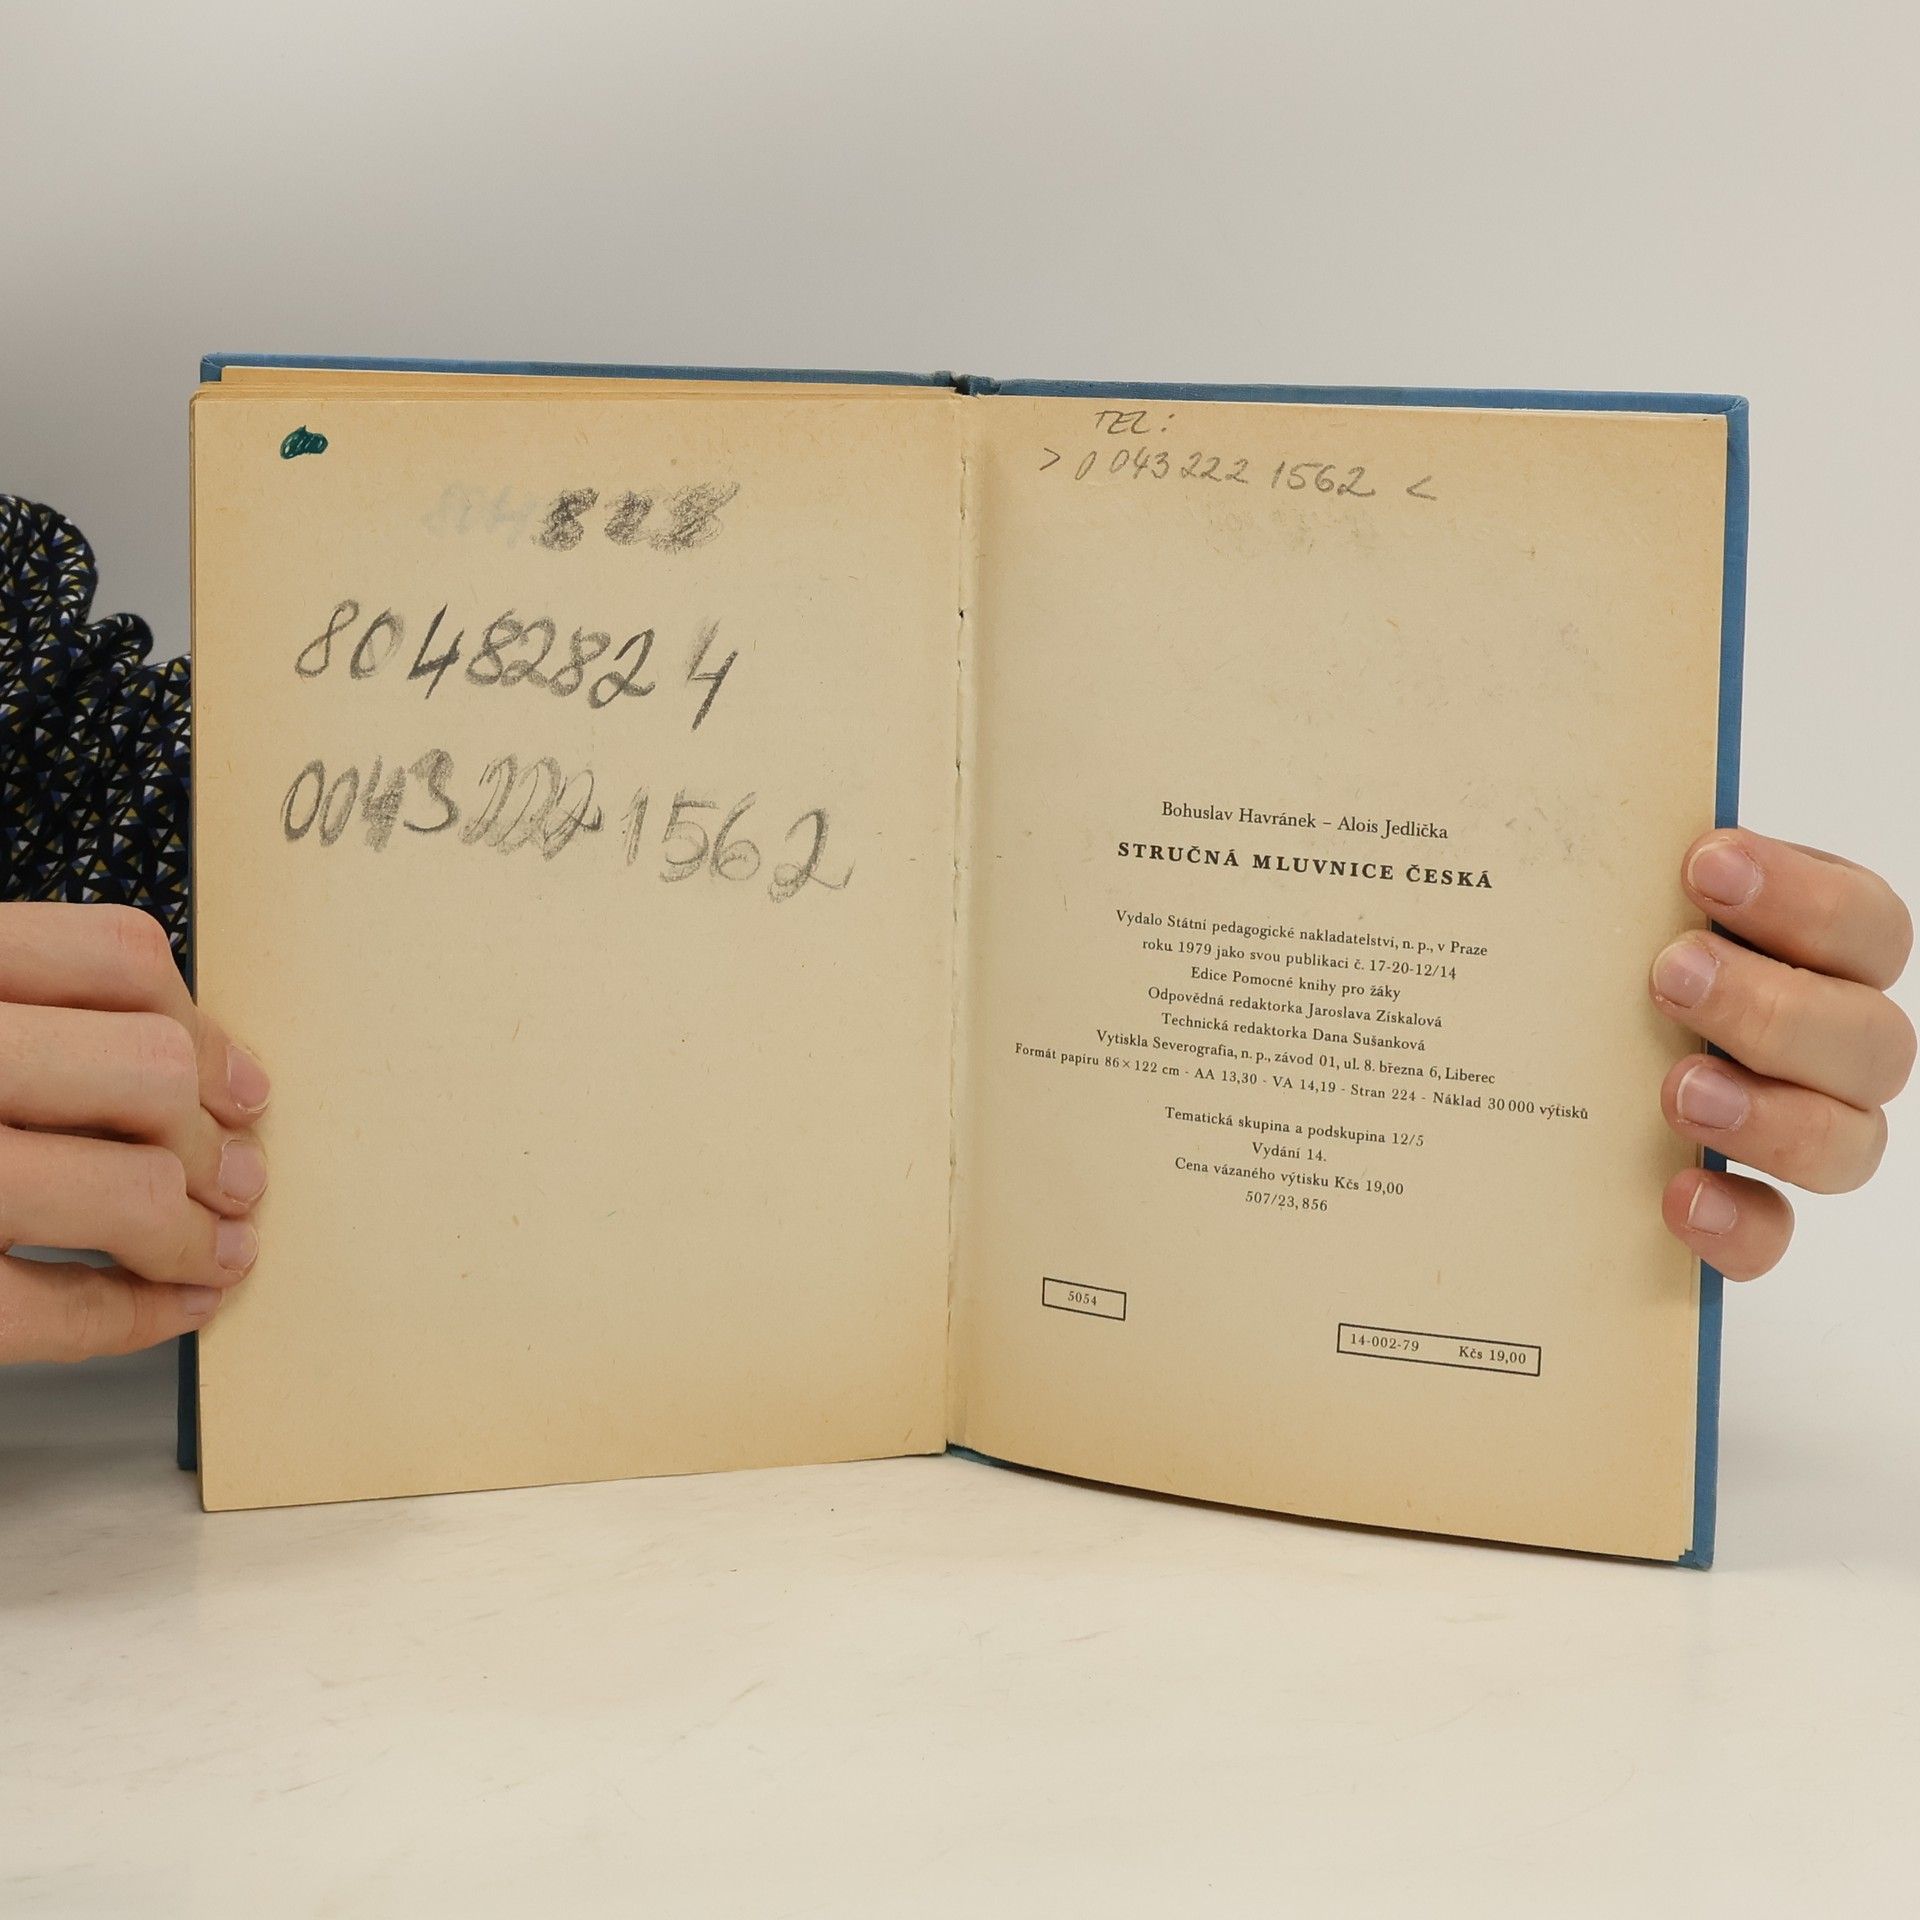 80482824
0043 222 1562
TEL:
> 0 043 222 1562 <
Bohuslav Havránek – Alois Jedlička
STRUČNÁ MLUVNICE ČESKÁ
Vydalo Státní pedagogické nakladatelství, n. p., v Praze
roku 1979 jako svou publikaci č. 17-20-12/14
Edice Pomocné knihy pro žáky
Odpovědná redaktorka Jaroslava Získalová
Technická redaktorka Dana Sušanková
Vytiskla Severografia, n. p., závod 01, ul. 8. března 6, Liberec
Formát papíru 86 × 122 cm - AA 13,30 - VA 14,19 - Stran 224 - Náklad 30 000 výtisků
Tematická skupina a podskupina 12/5
Vydání 14.
Cena vázaného výtisku Kčs 19,00
507/23,856
5054
14-002-79 Kčs 19,00